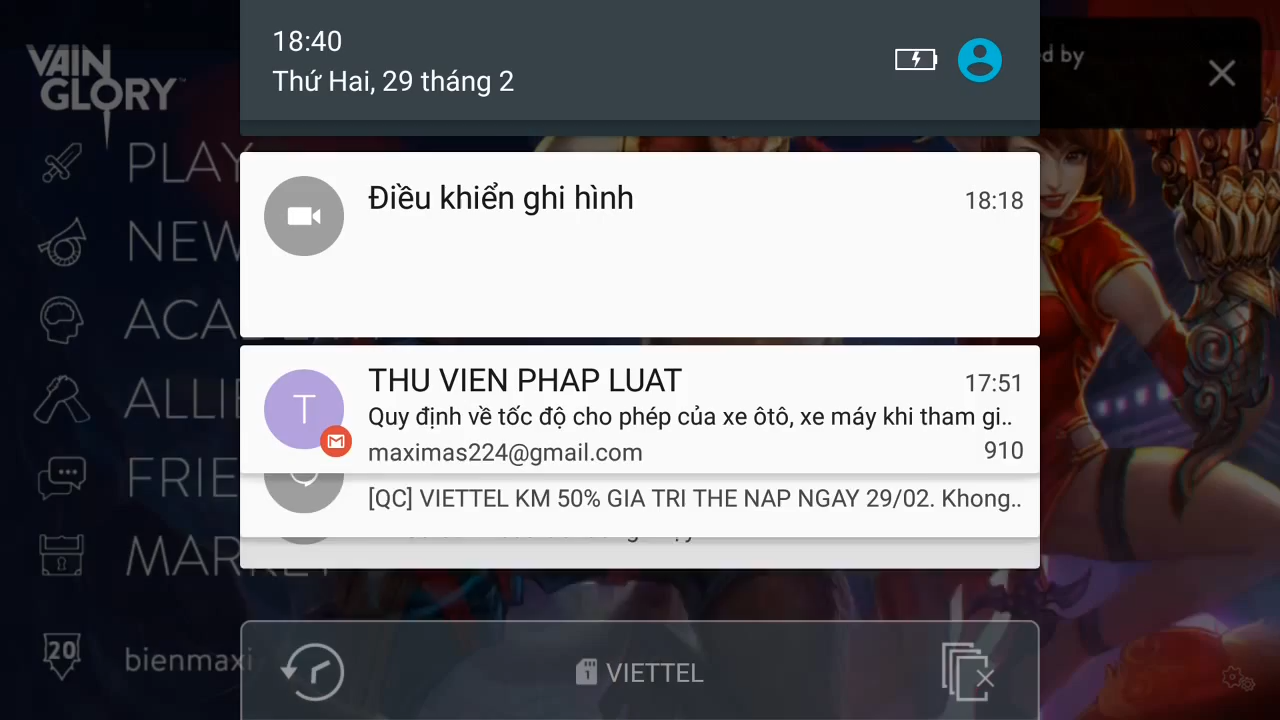 18:40
Thứ Hai, 29 tháng 2
VAIN
GLORY
d by
PLAY
Điều khiển ghi hình
18:18
NEW
ACAD
THU VIEN PHAP LUAT
17:51
Quy định về tốc độ cho phép của xe ôtô, xe máy khi tham gi..
maximas224@gmail.com
910
ALLI
FRIE
[QC] VIETTEL KM 50% GIA TRI THE NAP NGAY 29/02. Khong..
MARKET
20
bienmaxi
1
VIETTEL
T